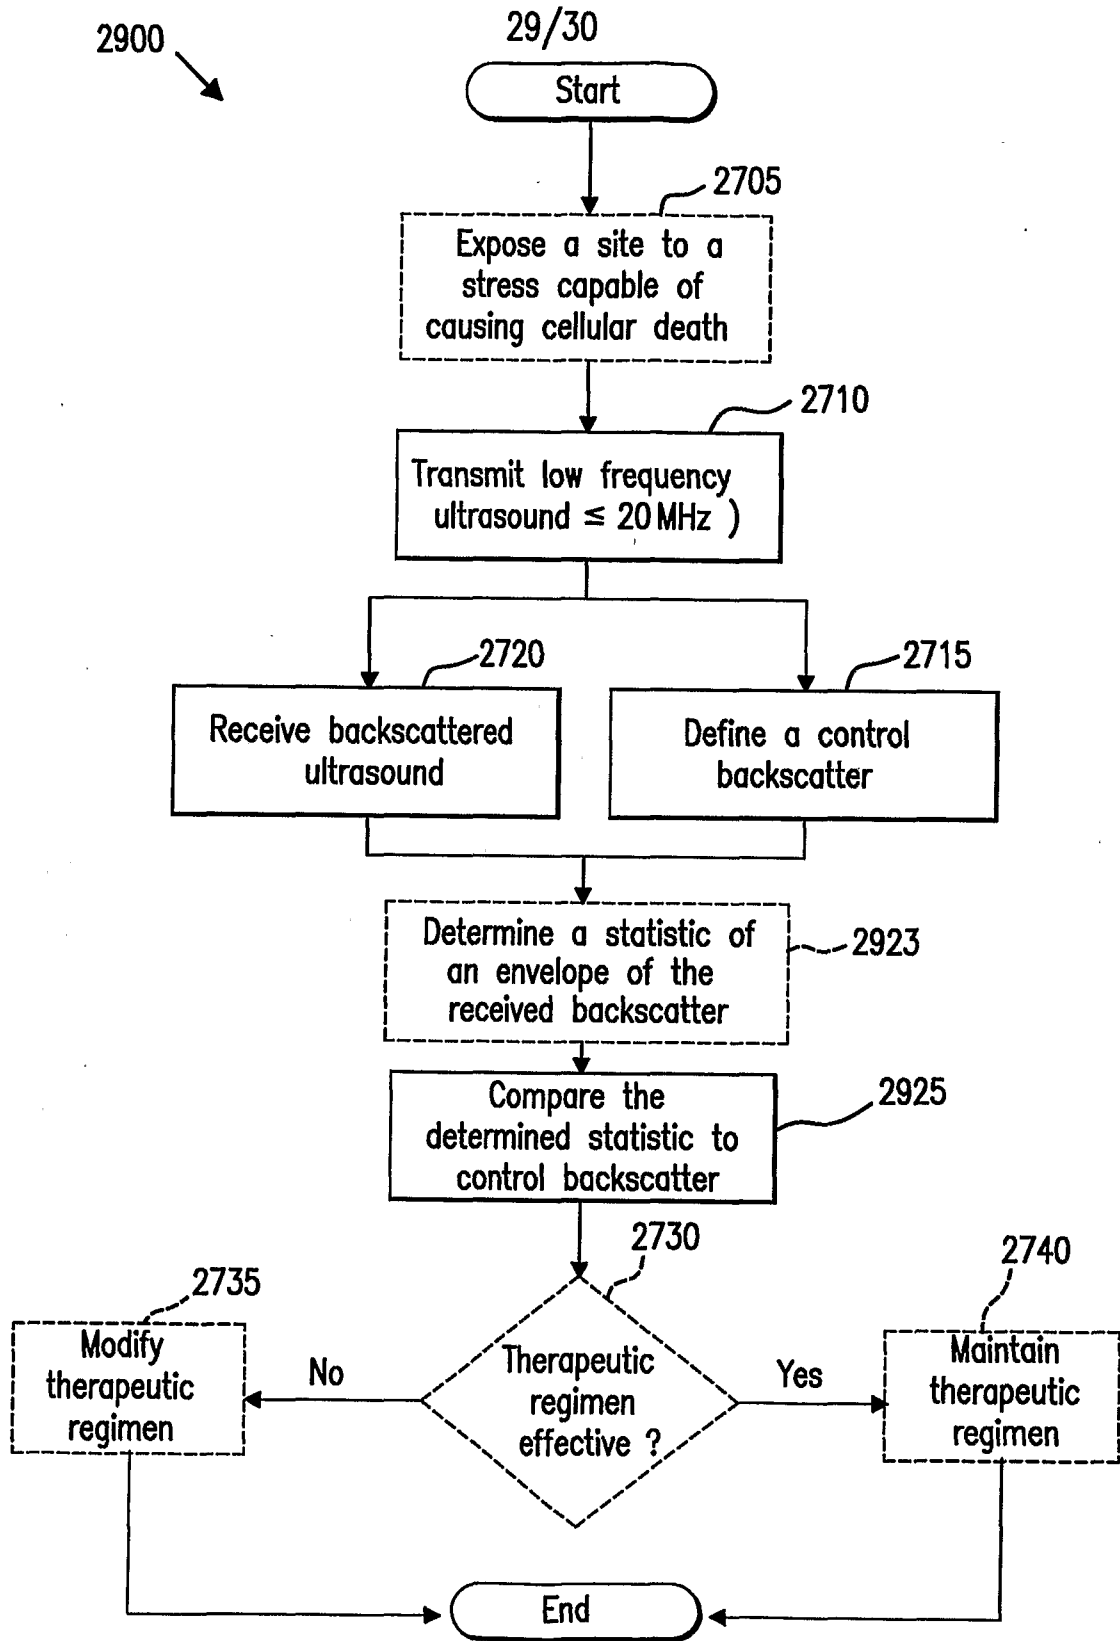 2900
29/30
Start
2705
Expose a site to a
stress capable of
causing cellular death
2710
Transmit low frequency
ultrasound ≤ 20 MHz )
2720
2715
Receive backscattered
ultrasound
Define a control
backscatter
Determine a statistic of
an envelope of the
received backscatter
2923
Compare the
determined statistic to
control backscatter
2925
2730
2740
2735
Modify
therapeutic
regimen
No
Therapeutic
regimen
effective ?
Yes
Maintain
therapeutic
regimen
End